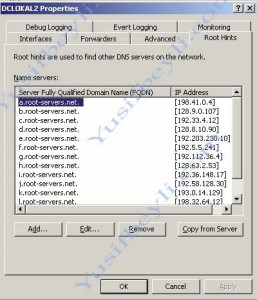 DCLOKAL2 Properties
Debug Logging Event Logging Monitoring
Interfaces Forwarders Advanced Root Hints
Root hints are used to find other DNS servers on the network.
Name servers:
Server Fully Qualified Domain Name (FQDN) IP Address
a.root-servers.net. [198.41.0.4]
b.root-servers.net. [128.9.0.107]
c.root-servers.net. [192.33.4.12]
d.root-servers.net. [128.8.10.90]
e.root-servers.net. [192.203.230.10]
f.root-servers.net. [192.5.5.241]
g.root-servers.net. [192.112.36.4]
h.root-servers.net. [128.63.2.53]
i.root-servers.net. [192.36.148.17]
j.root-servers.net. [192.58.128.30]
k.root-servers.net. [193.0.14.129]
l.root-servers.net. [198.32.64.12]
Add... Edit... Remove Copy from Server
OK Cancel Apply
Yusifbeyli.com